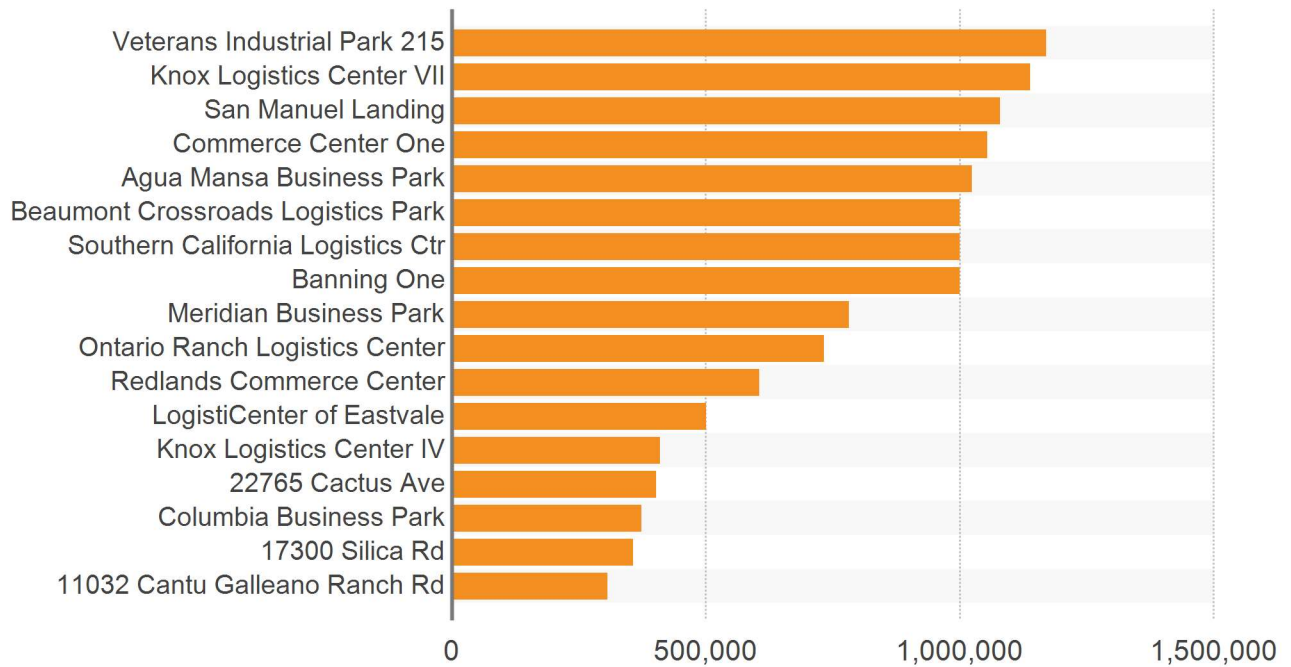 Veterans Industrial Park 215
Knox Logistics Center VII
San Manuel Landing
Commerce Center One
Agua Mansa Business Park
Beaumont Crossroads Logistics Park
Southern California Logistics Ctr
Banning One
Meridian Business Park
Ontario Ranch Logistics Center
Redlands Commerce Center
LogistiCenter of Eastvale
Knox Logistics Center IV
22765 Cactus Ave
Columbia Business Park
17300 Silica Rd
11032 Cantu Galleano Ranch Rd
0 500,000 1,000,000 1,500,000